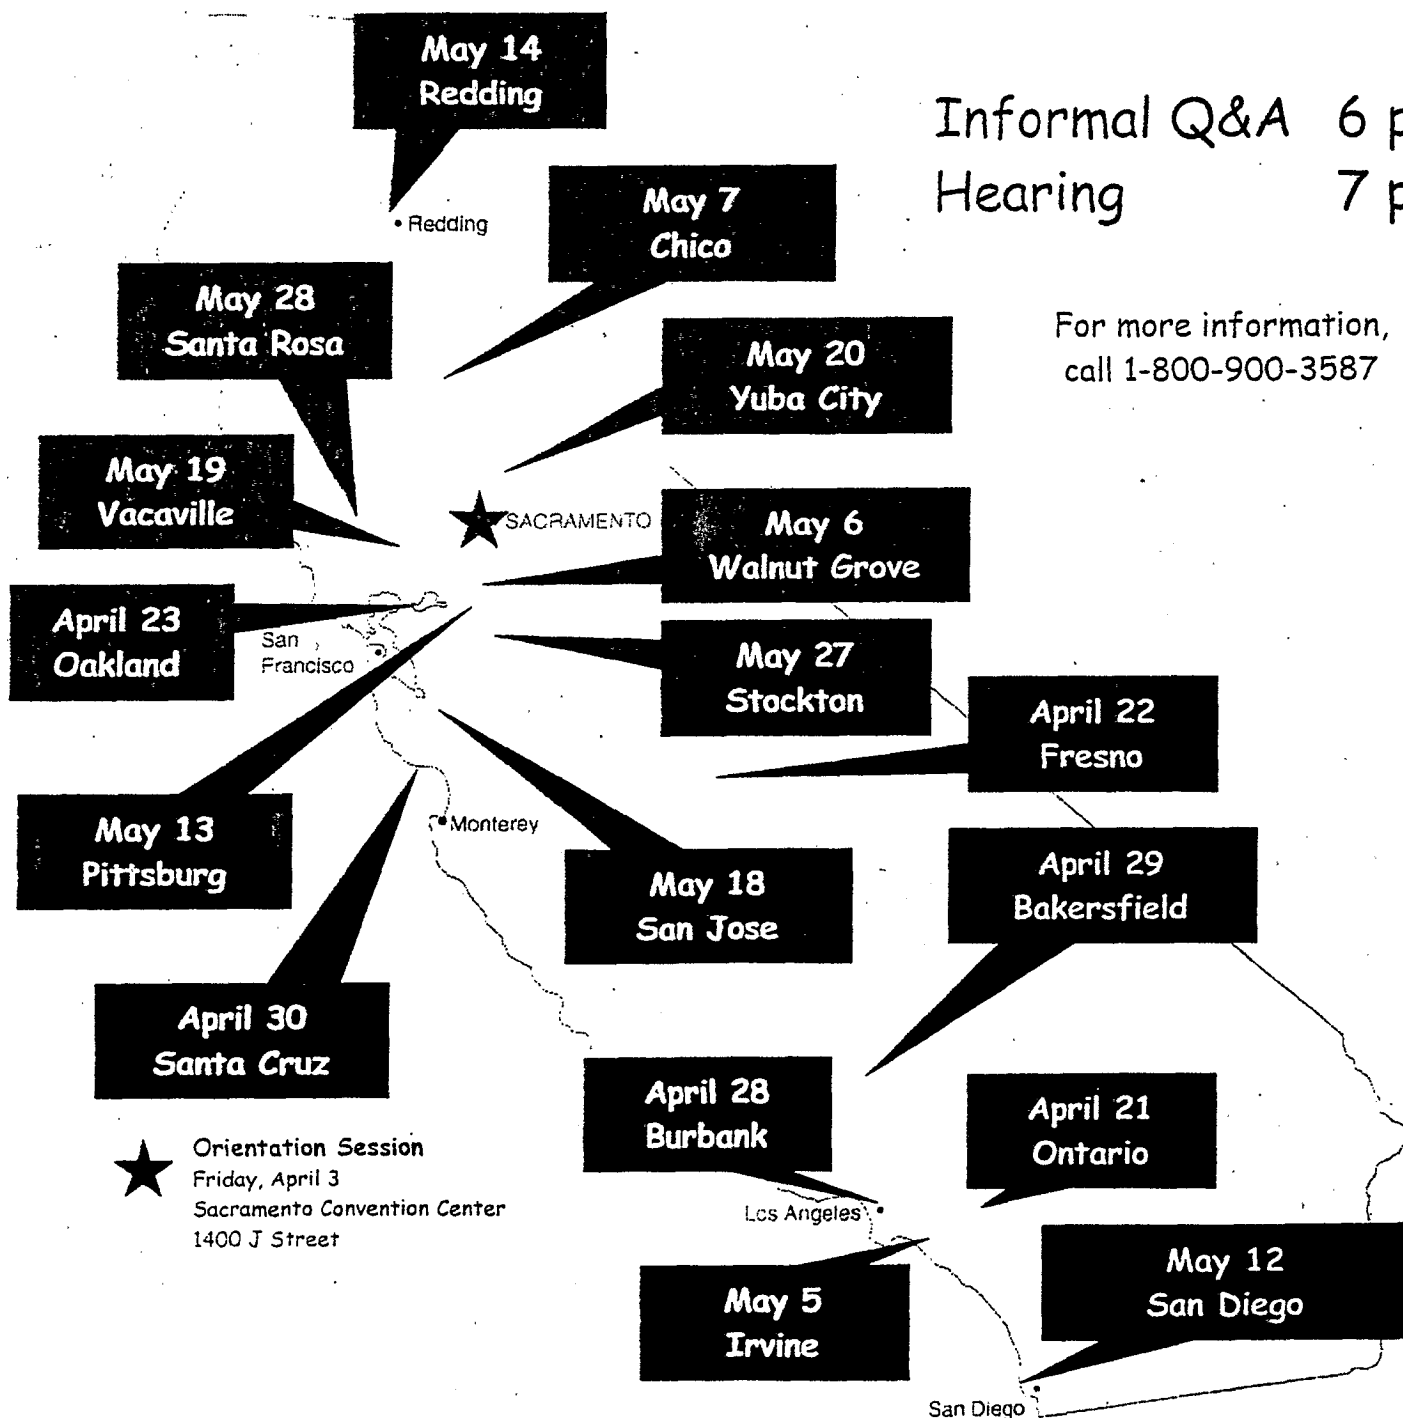 May 14
Redding
Informal Q&A 6 p
Hearing 7 p
Redding
May 7
Chico
May 28
Santa Rosa
For more information,
call 1-800-900-3587
May 20
Yuba City
May 19
Vacaville
SACRAMENTO
May 6
Walnut Grove
April 23
Oakland
San
Francisco
May 27
Stockton
April 22
Fresno
May 13
Pittsburg
Monterey
May 18
San Jose
April 29
Bakersfield
April 30
Santa Cruz
April 28
Burbank
April 21
Ontario
Orientation Session
Friday, April 3
Sacramento Convention Center
1400 J Street
Los Angeles
May 5
Irvine
May 12
San Diego
San Diego